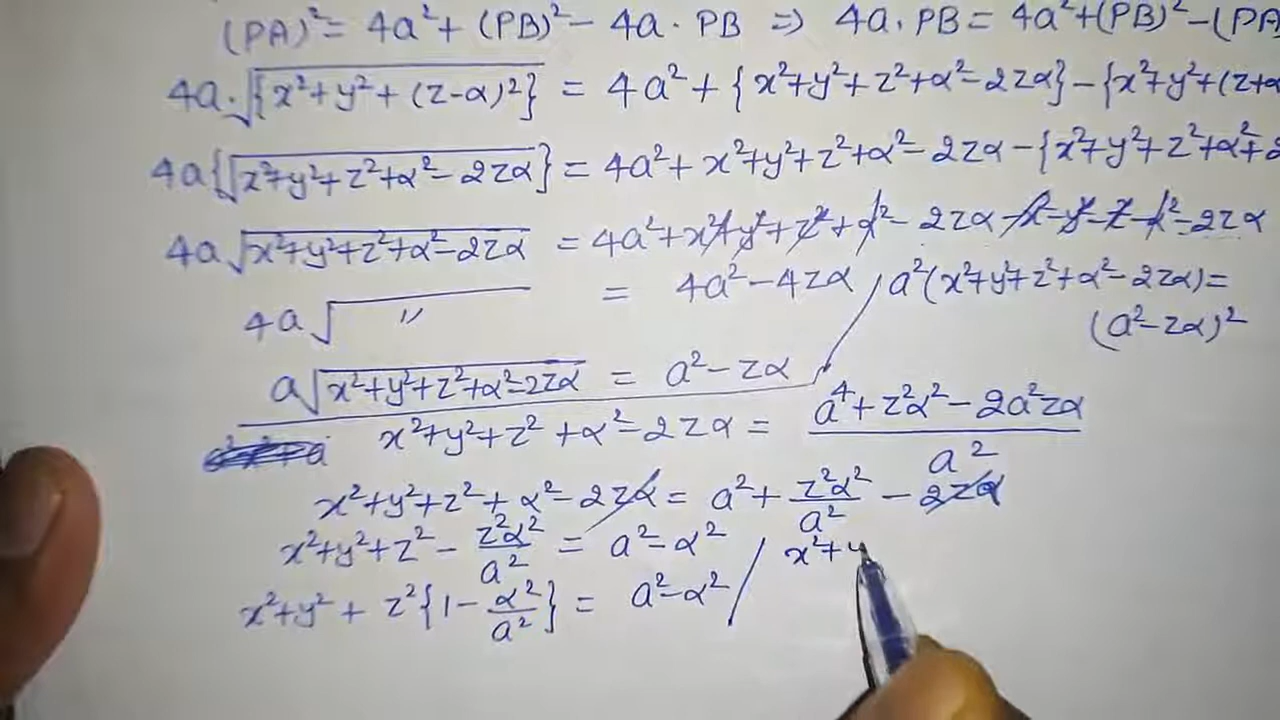 (PA)² = 4a² + (PB)² - 4a · PB ⇒ 4a · PB = 4a² + (PB)² - (PA
4a · √{x²+y²+(z-α)²} = 4a² + {x²+y²+z²+α²-2zα} - {x²+y²+(z+α
4a{√x²+y²+z²+α²-2zα} = 4a² + x²+y²+z²+α²-2zα - {x²+y²+z²+α²+2
4a√x²+y²+z²+α²-2zα = 4a²+x²+y²+z²+α²-2zα-x²-y²-z²-α²-2zα
4a√ " = 4a²-4zα , a²(x²+y²+z²+α²-2zα) =
(a²-zα)²
a√x²+y²+z²+α²-2zα = a²-zα
x²+y²+z²+α²-2zα = a⁴+z²α²-2a²zα / a²
x²+y²+z²+α²-2zα = a² + z²α²/a² - 2zα
x²+y²+z² - z²α²/a² = a²-α² / x²+y
x²+y² + z²{1 - α²/a²} = a²-α²